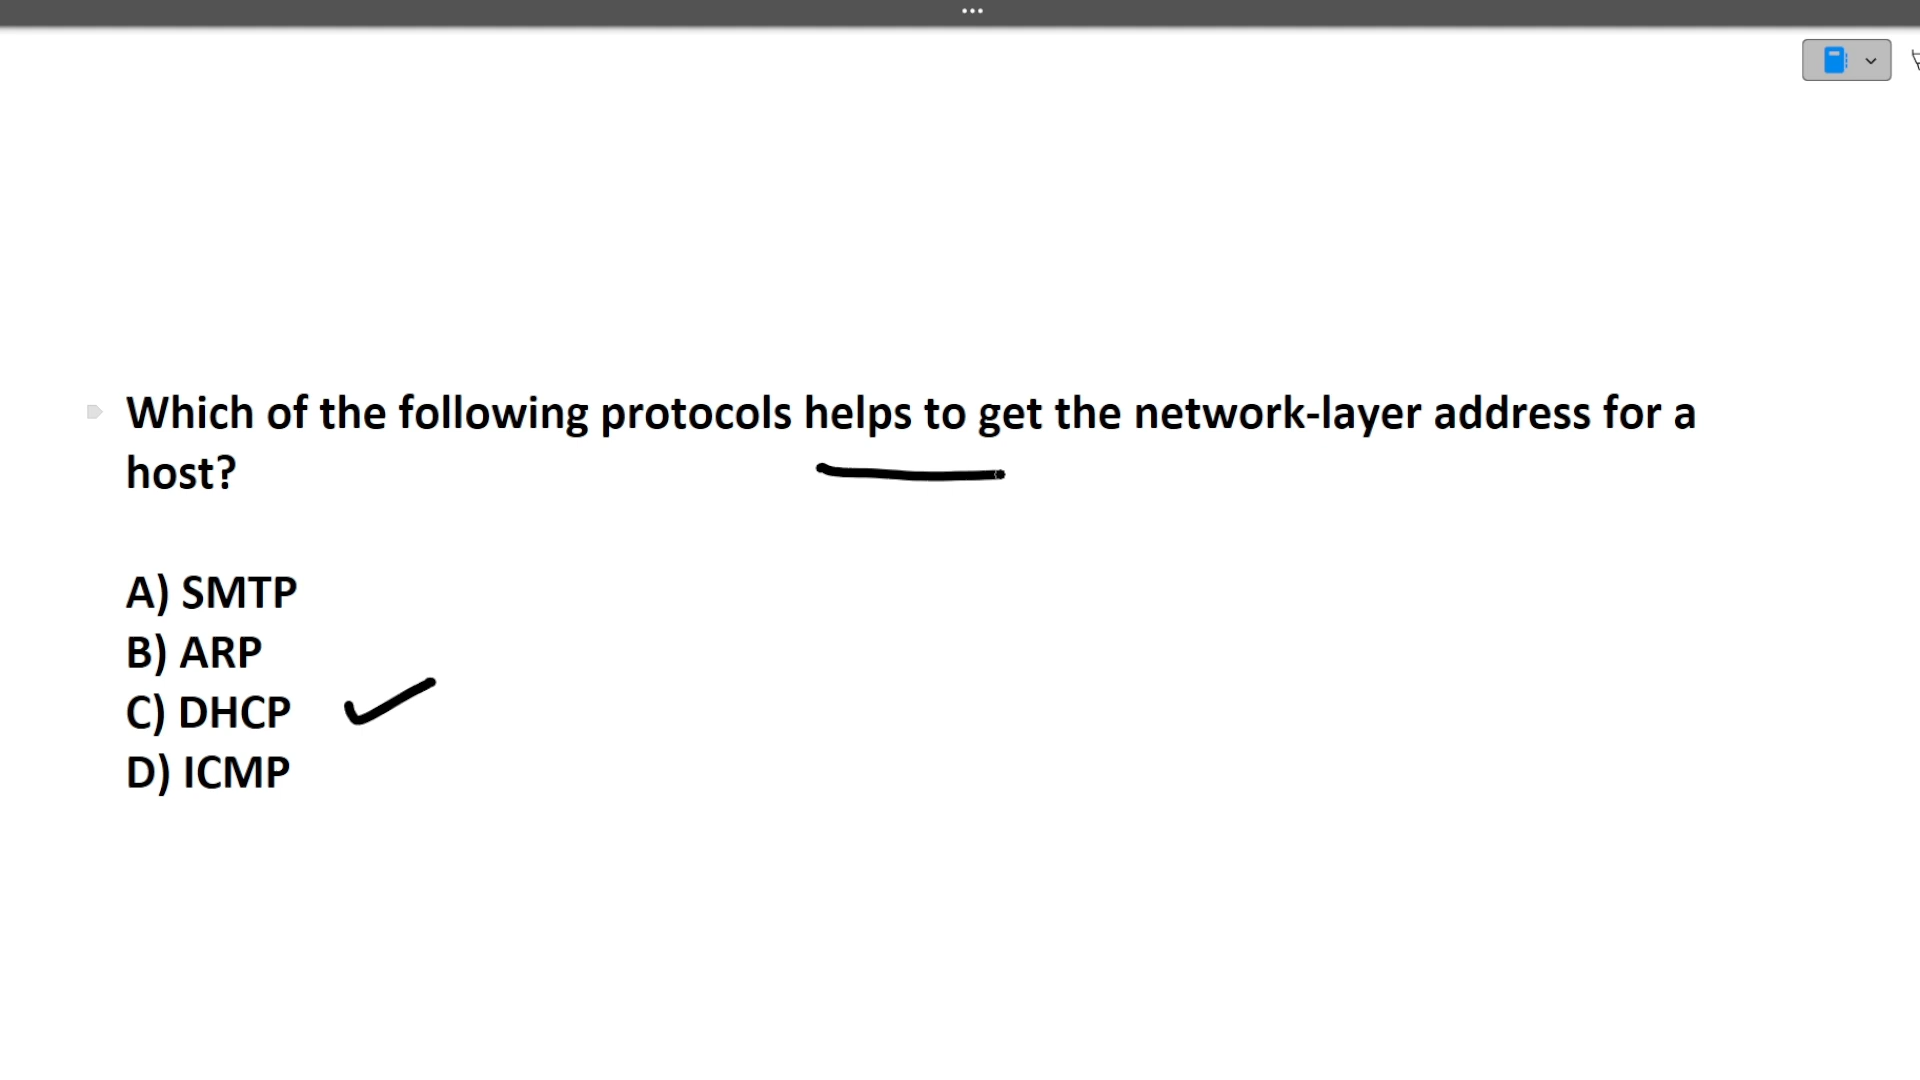 Which of the following protocols helps to get the network-layer address for a
host?
A) SMTP
B) ARP
C) DHCP
D) ICMP